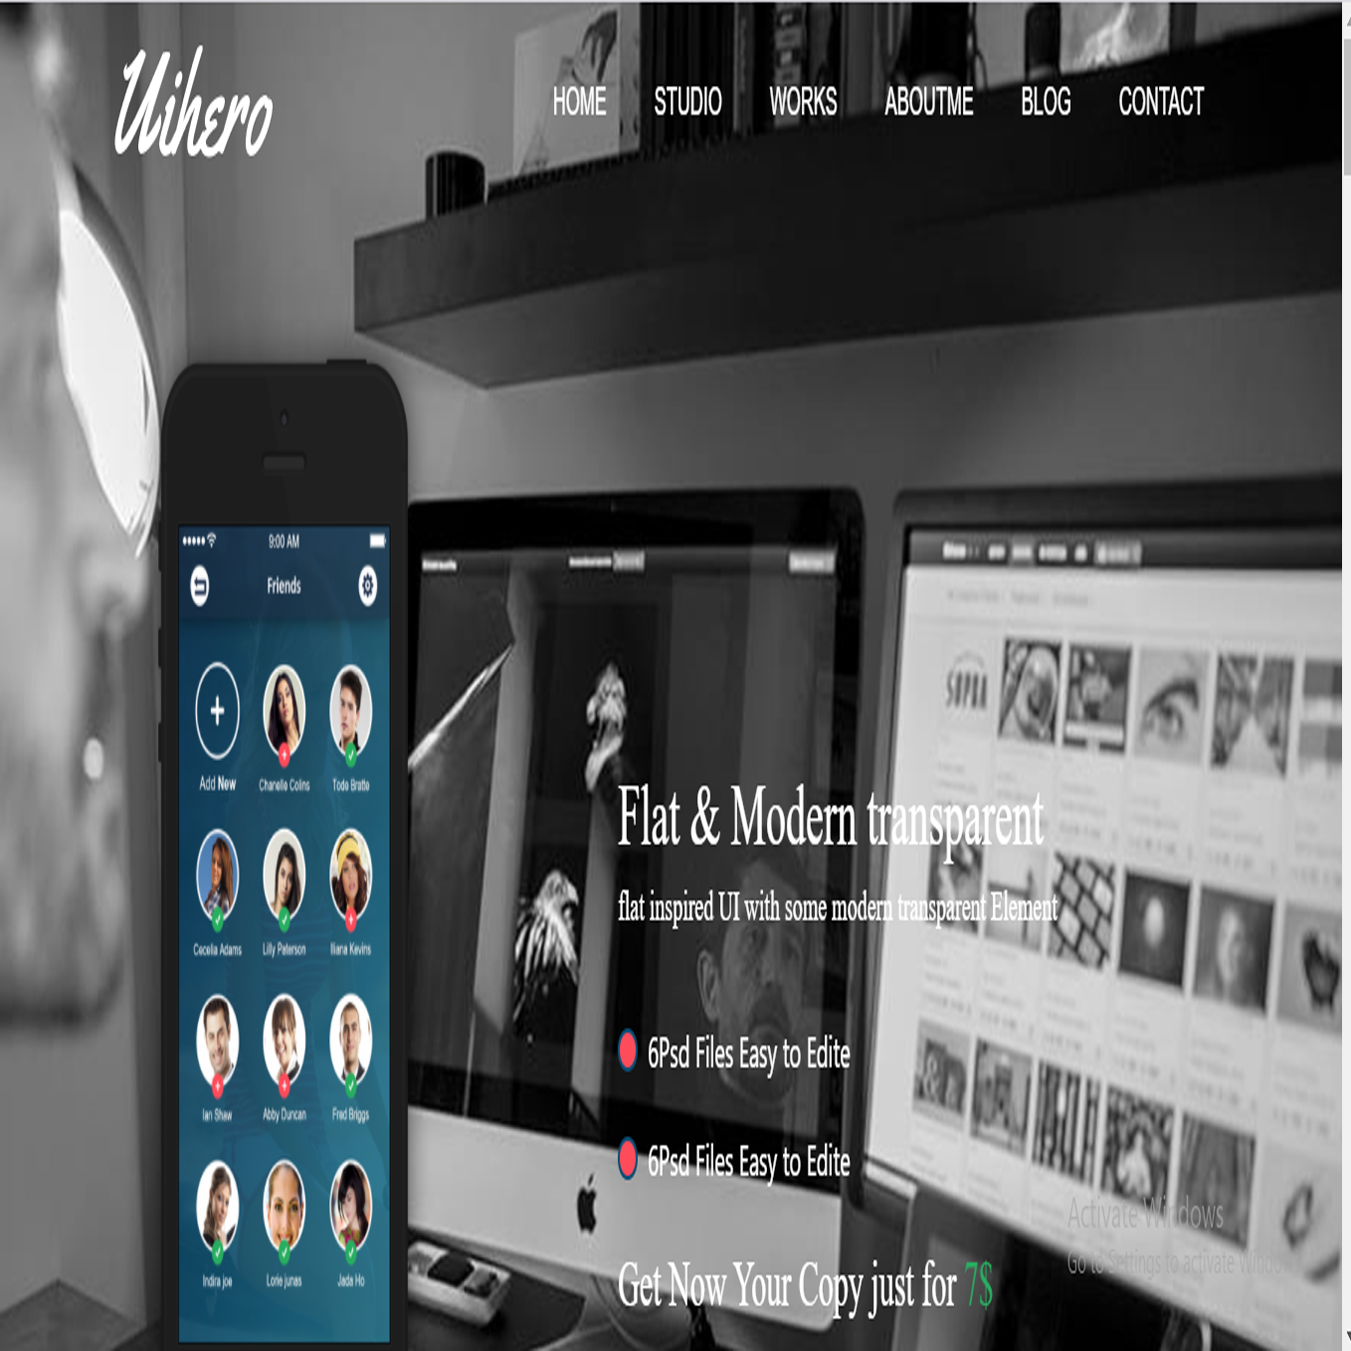 Uihero
HOME STUDIO WORKS ABOUTME BLOG CONTACT
9:00 AM
Friends
Add New
Chanelle Colins
Tode Bratte
Cecelia Adams
Lilly Paterson
Iliana Kevins
Ian Shaw
Abby Duncan
Fred Briggs
Indira joe
Lorie junas
Jada Ho
SUPRA
Flat & Modern transparent
flat inspired UI with some modern transparent Element
6Psd Files Easy to Edite
6Psd Files Easy to Edite
Get Now Your Copy just for 7$
Activate Windows
Go to Settings to activate Windows